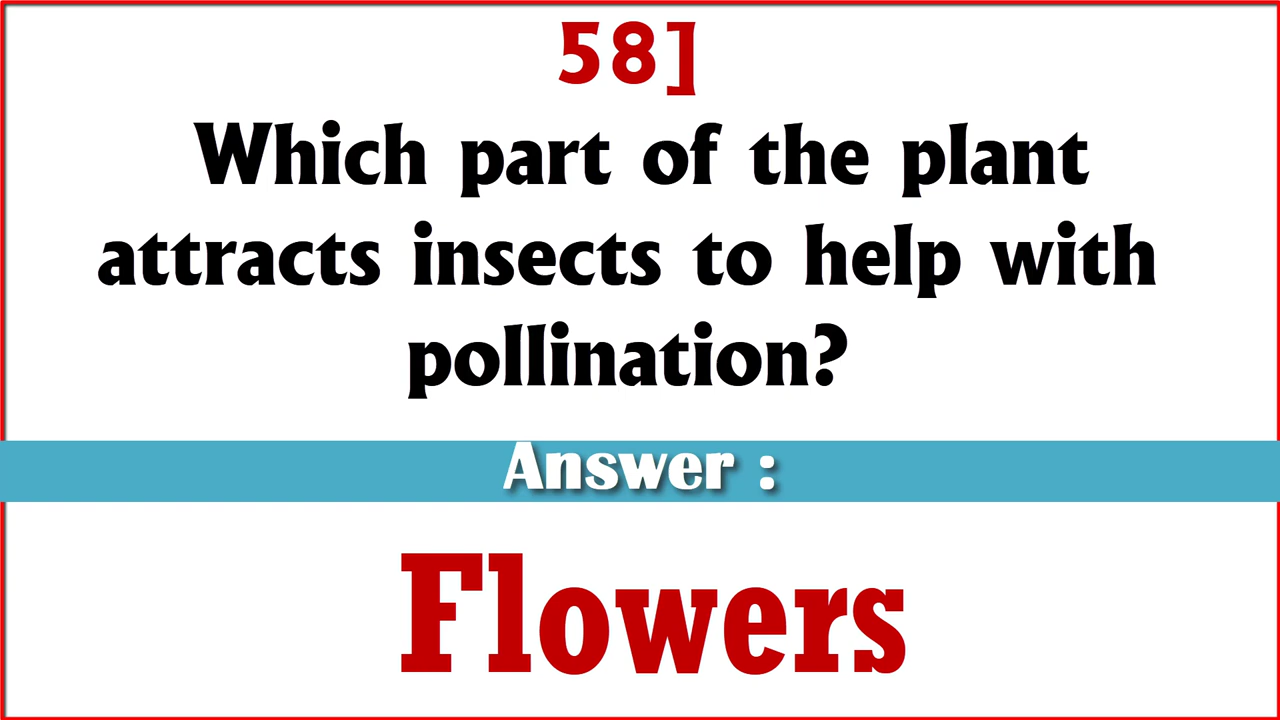 58]
Which part of the plant
attracts insects to help with
pollination?
Answer :
Flowers